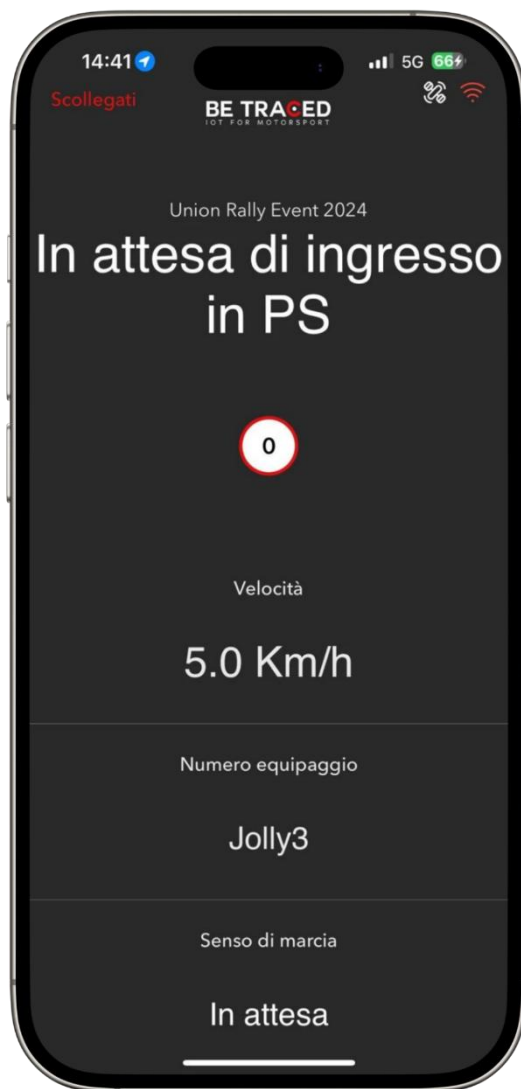 14:41
5G 66
Scollegati
BE TRACED
IOT FOR MOTORSPORT
Union Rally Event 2024
In attesa di ingresso
in PS
0
Velocità
5.0 Km/h
Numero equipaggio
Jolly3
Senso di marcia
In attesa